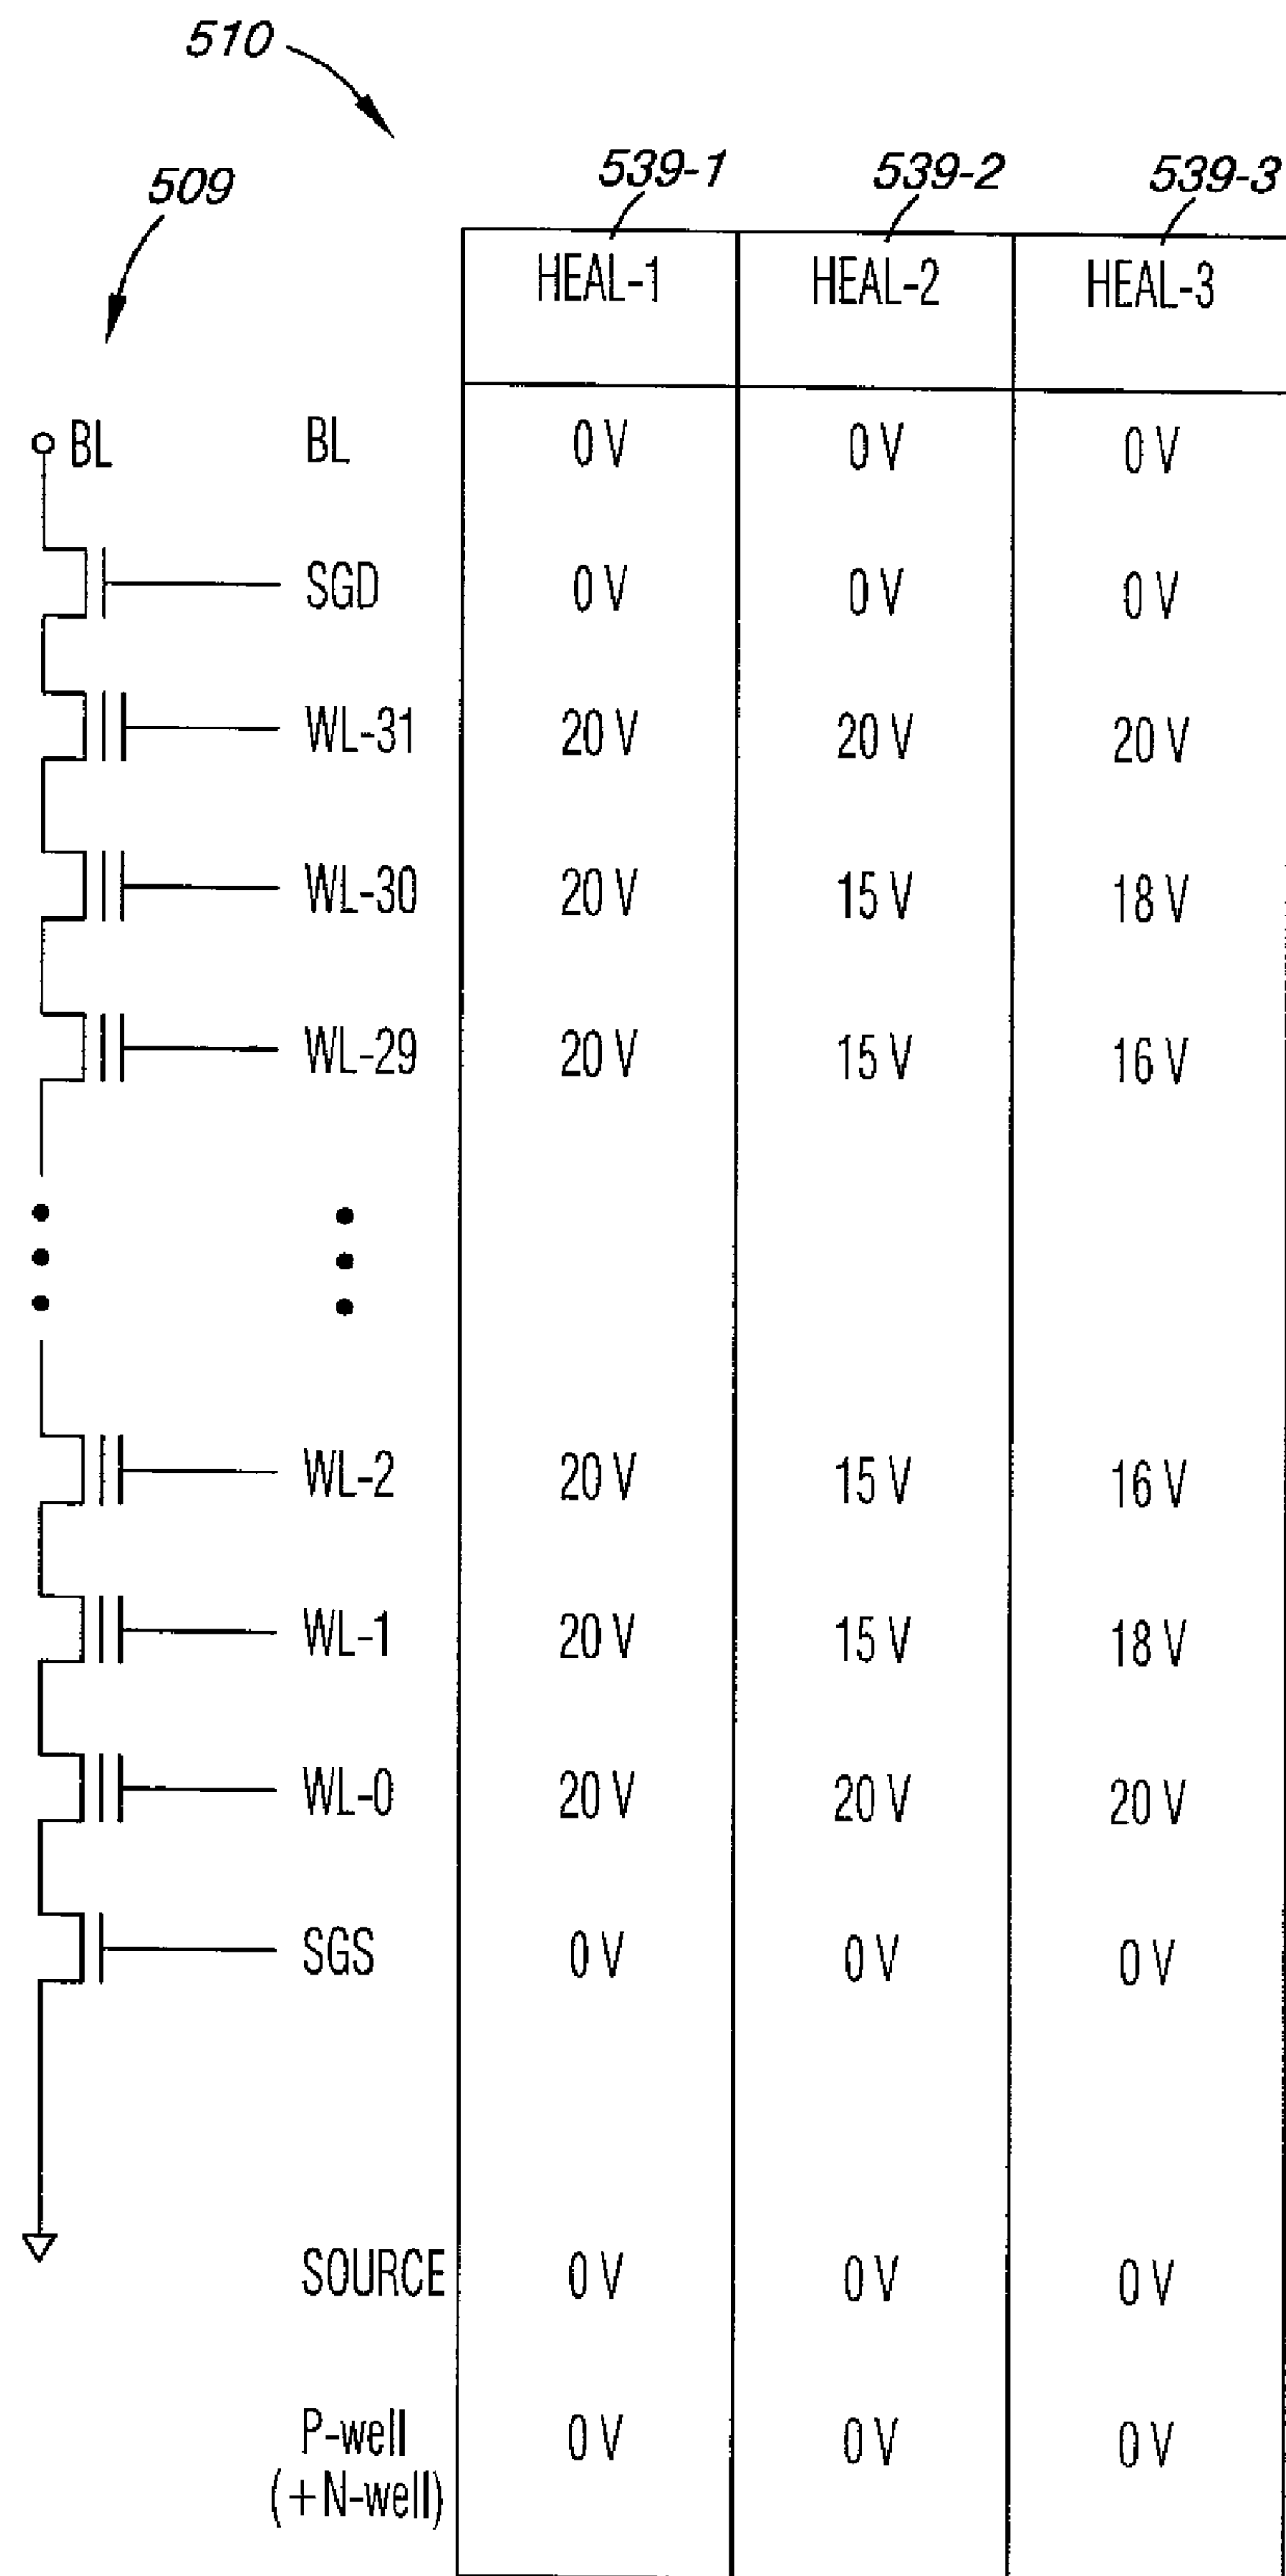 510
509
539-1 539-2 539-3
HEAL-1 HEAL-2 HEAL-3
BL BL 0 V 0 V 0 V
SGD 0 V 0 V 0 V
WL-31 20 V 20 V 20 V
WL-30 20 V 15 V 18 V
WL-29 20 V 15 V 16 V
WL-2 20 V 15 V 16 V
WL-1 20 V 15 V 18 V
WL-0 20 V 20 V 20 V
SGS 0 V 0 V 0 V
SOURCE 0 V 0 V 0 V
P-well 0 V 0 V 0 V
(+N-well)